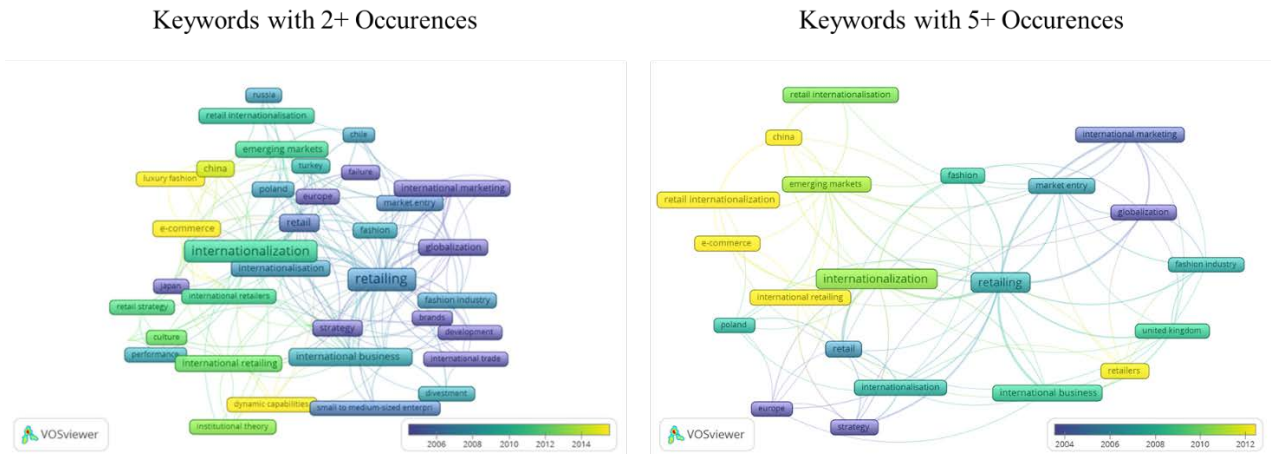 Keywords with 2+ Occurences
russia
retail internationalisation
chile
emerging markets
turkey
china
failure
luxury fashion
poland
europe
international marketing
market entry
retail
e-commerce
fashion
internationalization
globalization
internationalisation
retailing
japan
international retailers
retail strategy
fashion industry
brands
strategy
development
culture
performance
international retailing
international business
international trade
divestment
dynamic capabilities
small to medium-sized enterpri
institutional theory
VOSviewer
2006 2008 2010 2012 2014
Keywords with 5+ Occurences
retail internationalisation
china
international marketing
emerging markets
fashion
market entry
retail internationalization
globalization
e-commerce
fashion industry
internationalization
retailing
international retailing
poland
united kingdom
retail
retailers
internationalisation
international business
europe
strategy
VOSviewer
2004 2006 2008 2010 2012